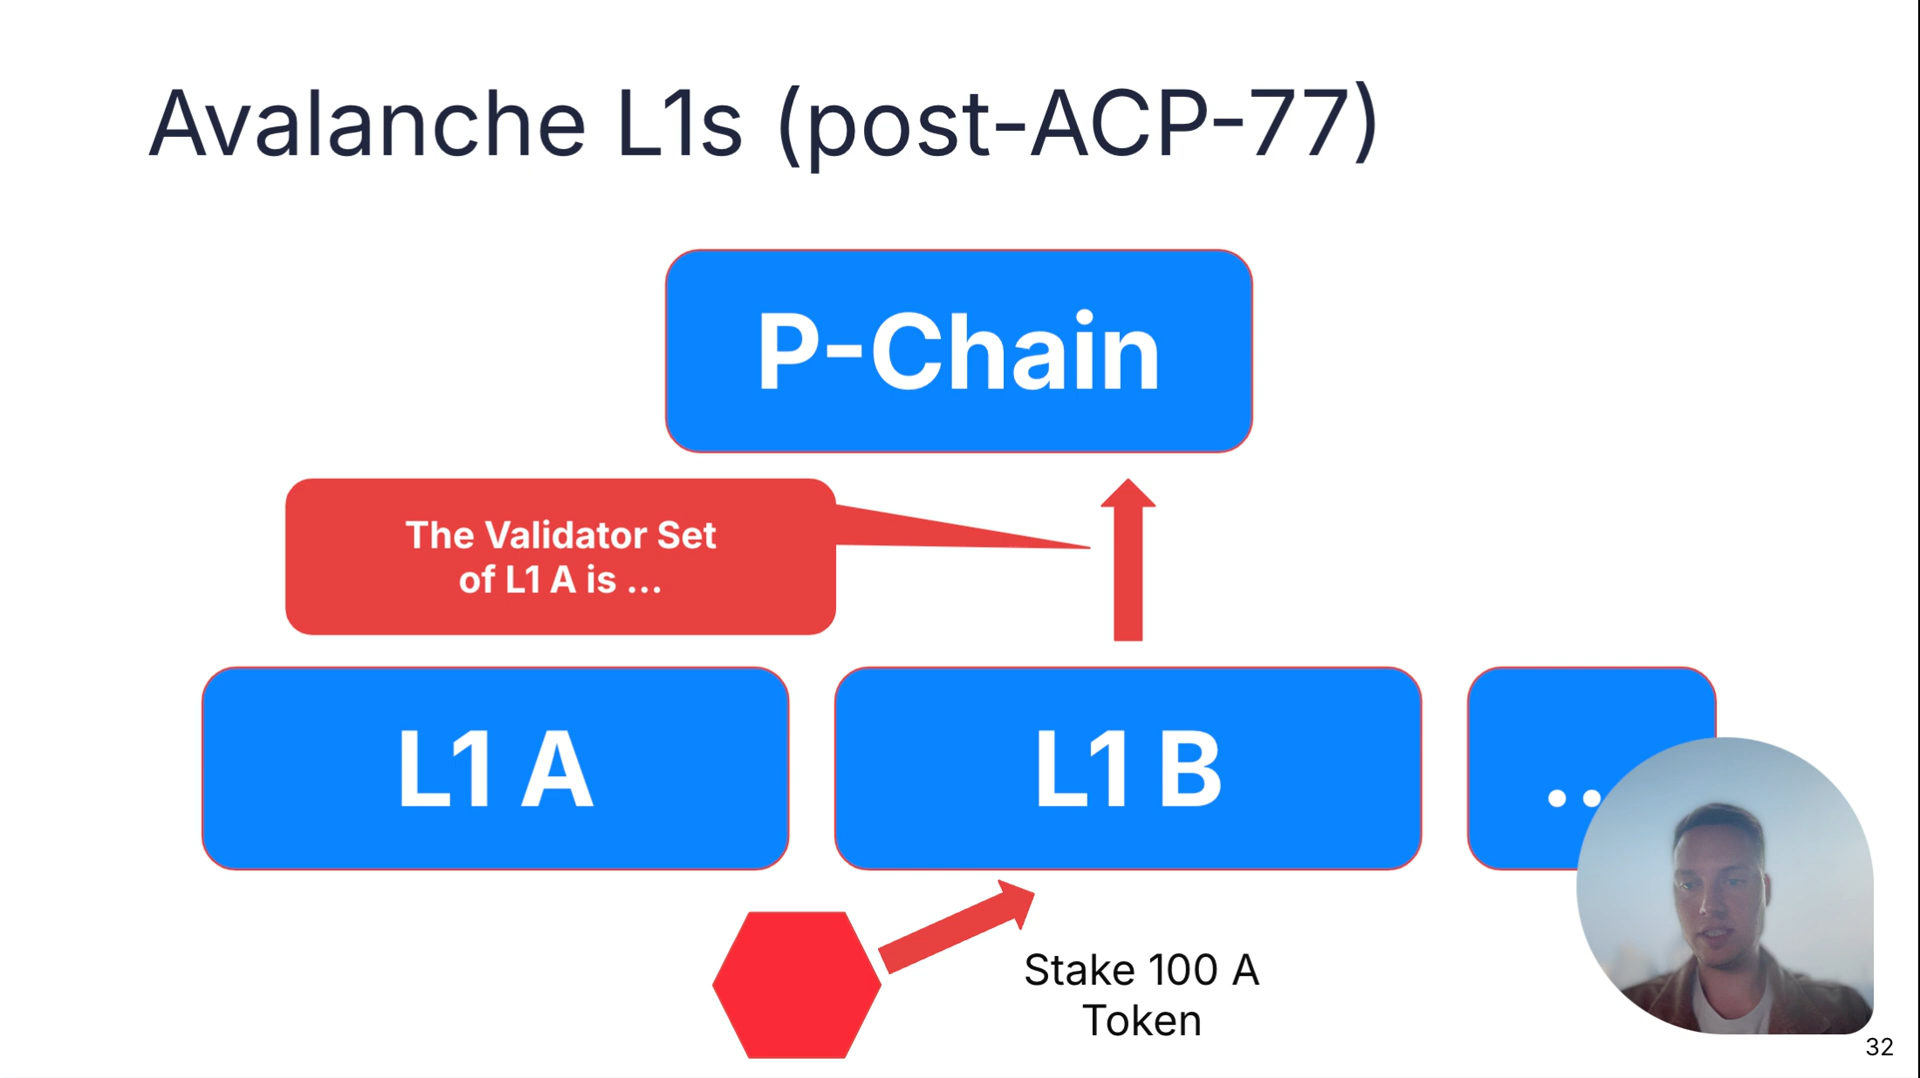 Avalanche L1s (post-ACP-77)
P-Chain
The Validator Set
of L1 A is ...
L1 A
L1 B
..
Stake 100 A
Token
32